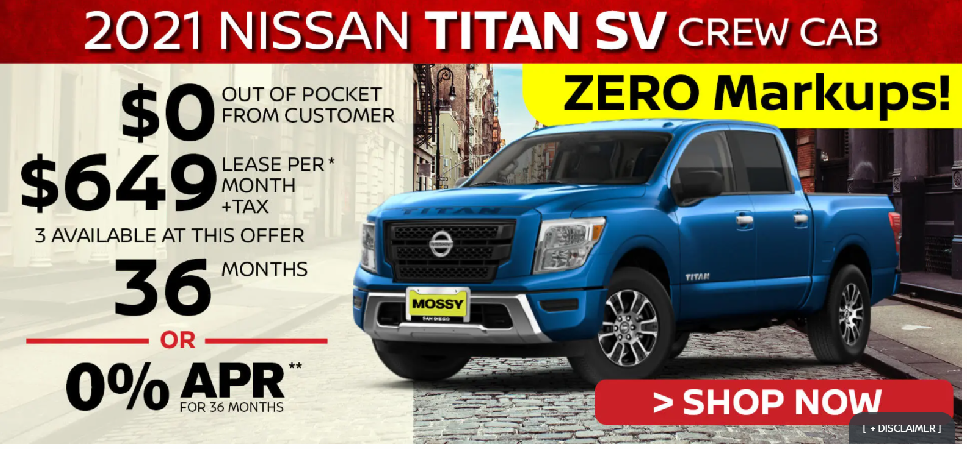 2021 NISSAN TITAN SV CREW CAB
ZERO Markups!
$0 OUT OF POCKET
FROM CUSTOMER
$649 LEASE PER*
MONTH
+TAX
3 AVAILABLE AT THIS OFFER
36 MONTHS
OR
0% APR**
FOR 36 MONTHS
TITAN
TITAN
MOSSY
SAN DIEGO
> SHOP NOW
[ + DISCLAIMER ]